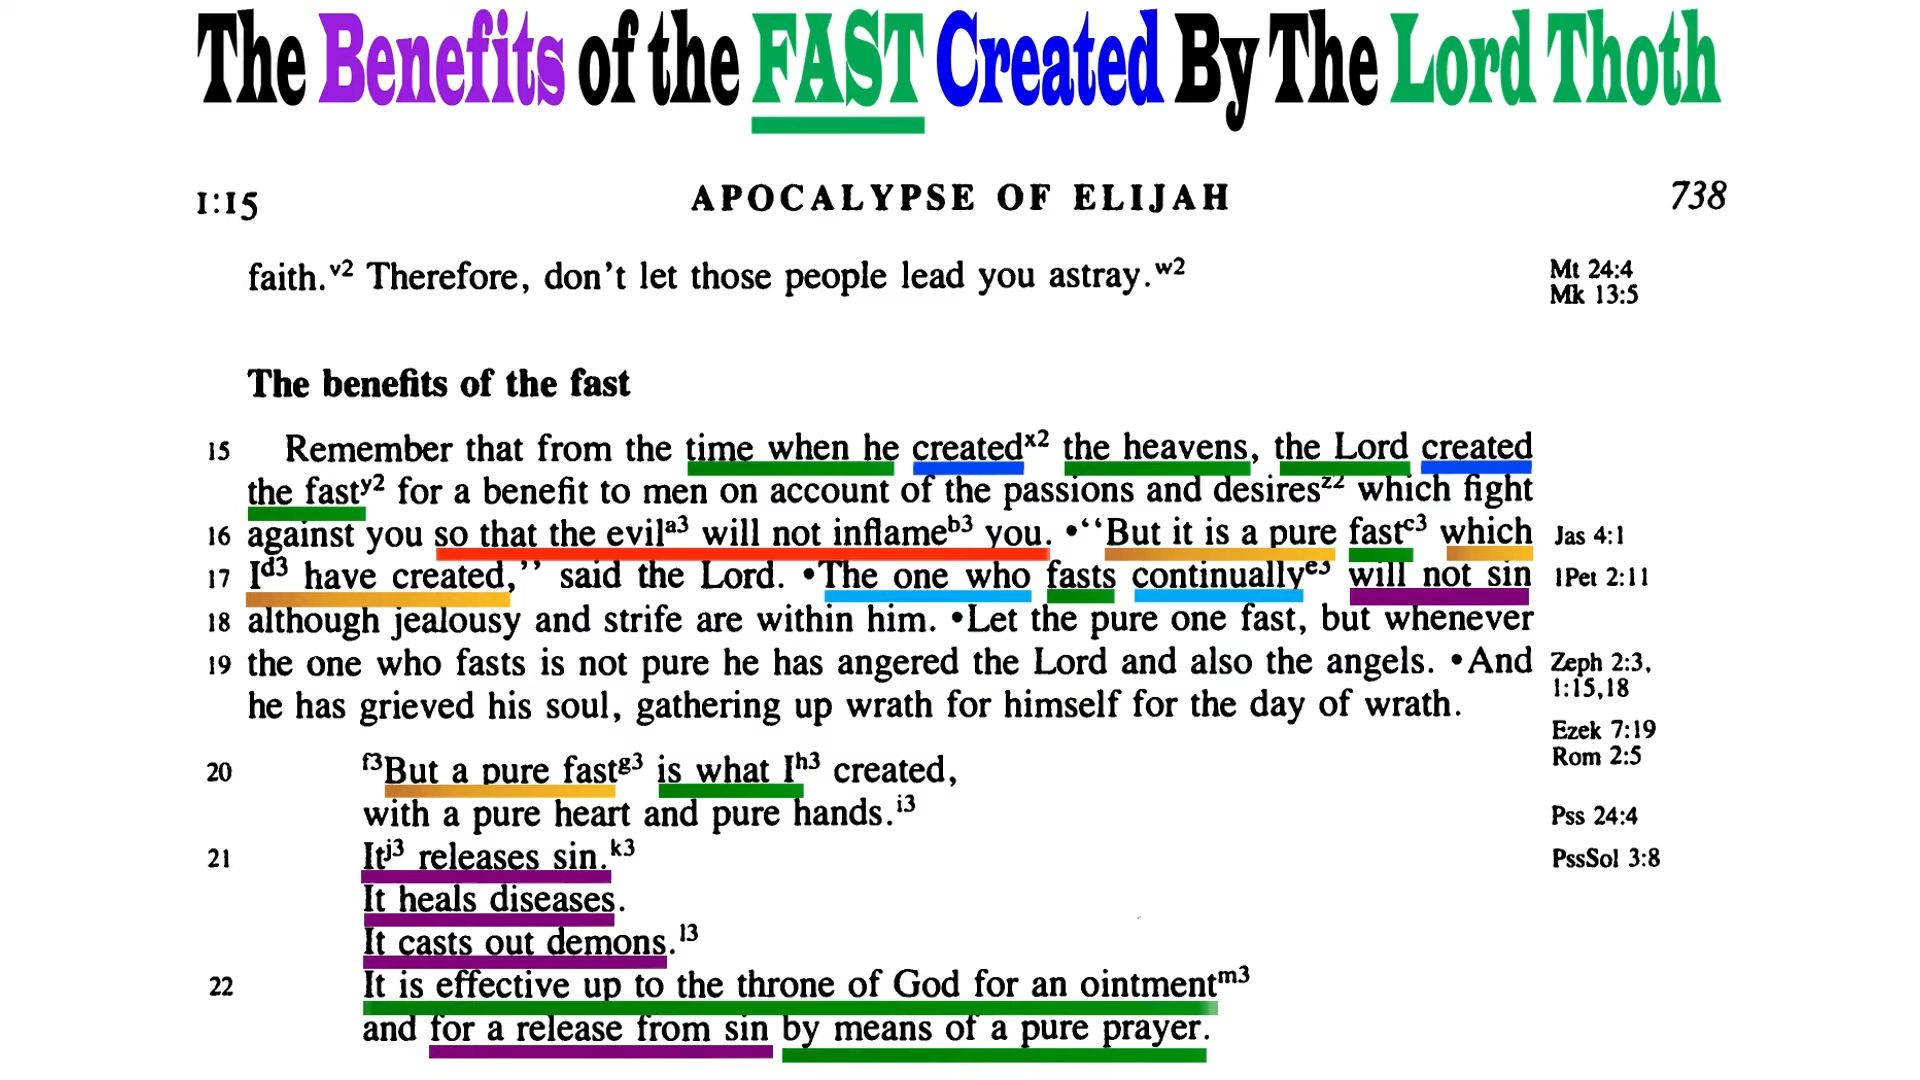 The Benefits of the FAST Created By The Lord Thoth
1:15 APOCALYPSE OF ELIJAH 738
faith.v2 Therefore, don't let those people lead you astray.w2 Mt 24:4
Mk 13:5
The benefits of the fast
15 Remember that from the time when he createdx2 the heavens, the Lord created
the fasty2 for a benefit to men on account of the passions and desiresz2 which fight
16 against you so that the evila3 will not inflameb3 you. •“But it is a pure fastc3 which Jas 4:1
17 Id3 have created,’’ said the Lord. •The one who fasts continuallye3 will not sin 1Pet 2:11
18 although jealousy and strife are within him. •Let the pure one fast, but whenever
19 the one who fasts is not pure he has angered the Lord and also the angels. •And Zeph 2:3,
1:15,18
he has grieved his soul, gathering up wrath for himself for the day of wrath.
Ezek 7:19
Rom 2:5
20 f3But a pure fastg3 is what Ih3 created,
with a pure heart and pure hands.i3 Pss 24:4
21 Itj3 releases sin.k3 PssSol 3:8
It heals diseases.
It casts out demons.l3
22 It is effective up to the throne of God for an ointmentm3
and for a release from sin by means of a pure prayer.